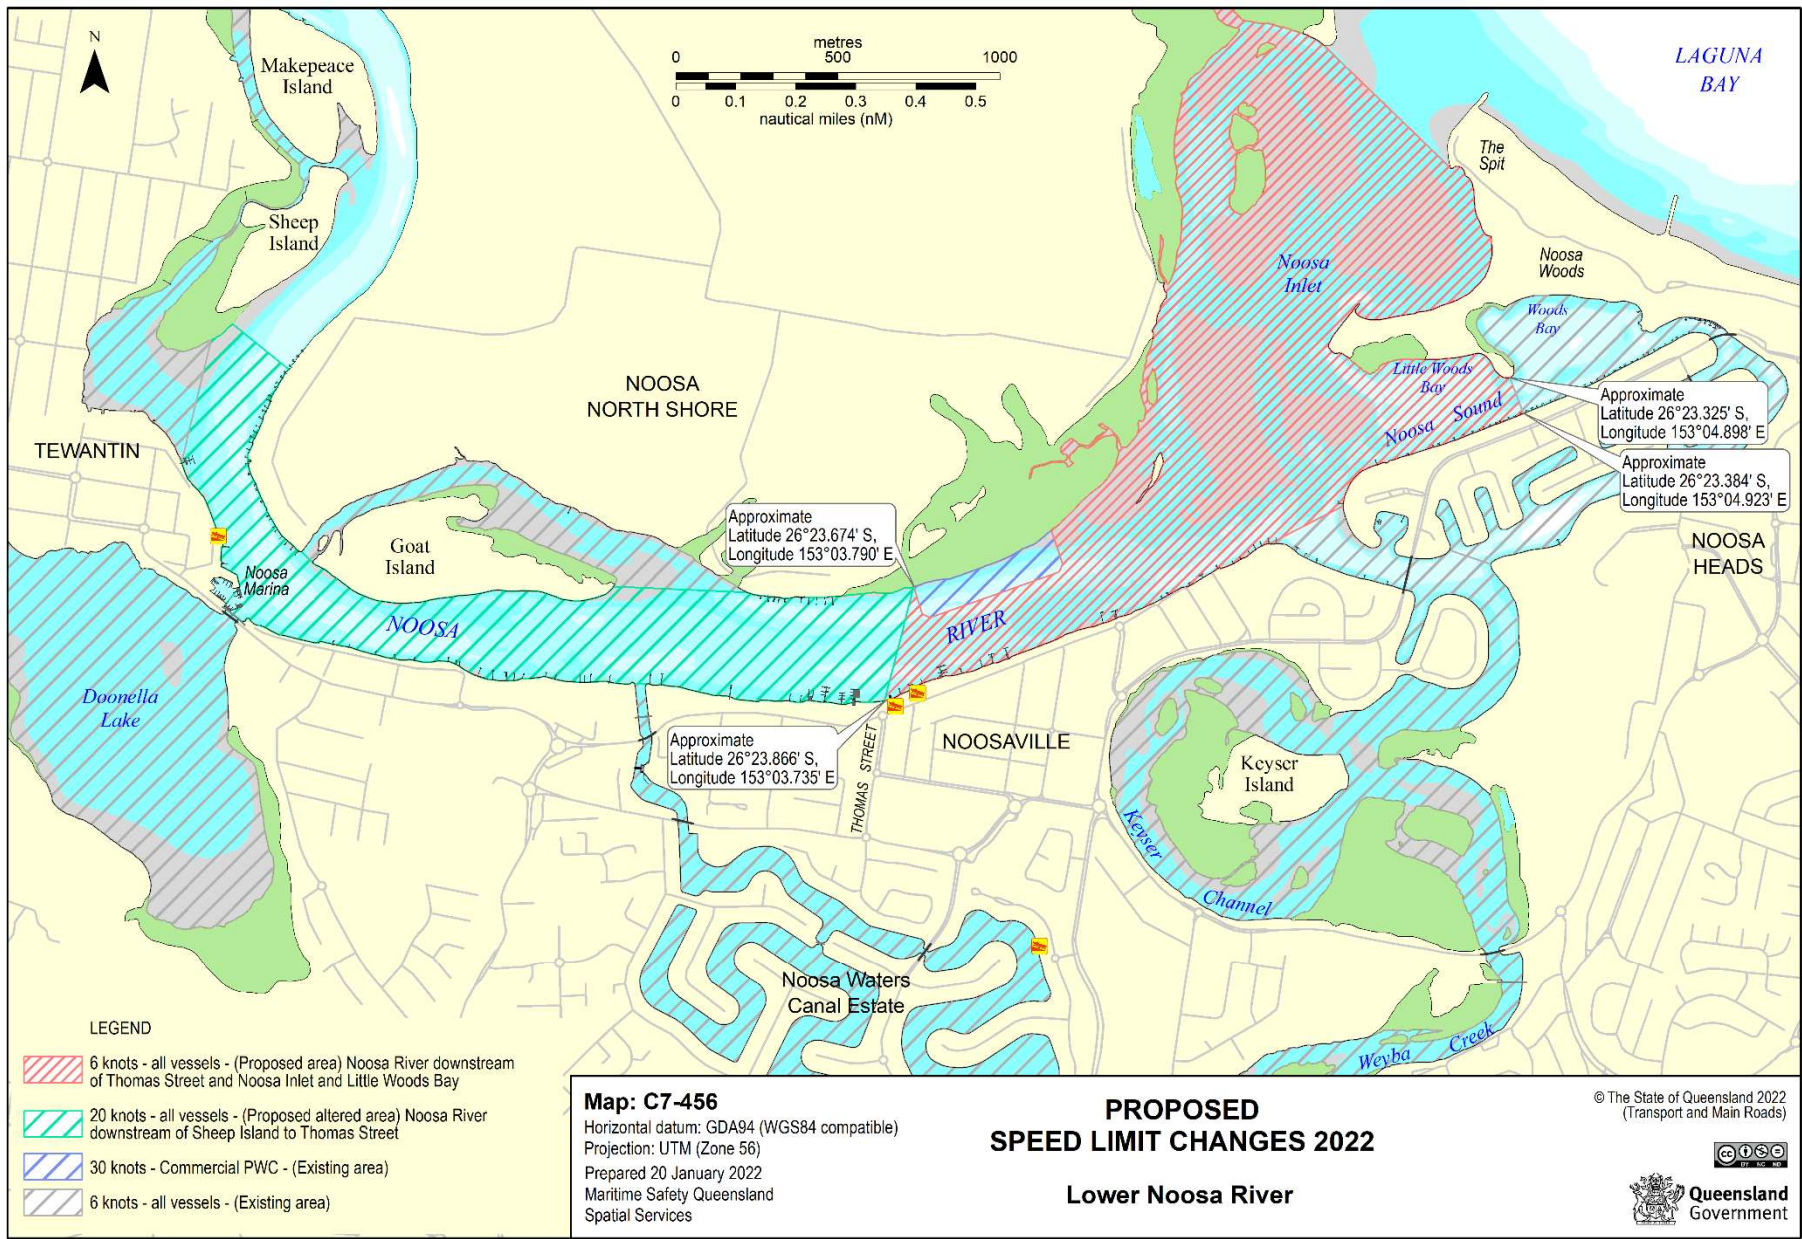 N
metres
0 500 1000
0 0.1 0.2 0.3 0.4 0.5
nautical miles (nM)
LAGUNA
BAY
Makepeace
Island
Sheep
Island
The
Spit
Noosa
Woods
Noosa
Inlet
Woods
Bay
Little Woods
Bay
Noosa Sound
Approximate
Latitude 26°23.325' S,
Longitude 153°04.898' E
Approximate
Latitude 26°23.384' S,
Longitude 153°04.923' E
NOOSA
NORTH SHORE
TEWANTIN
Approximate
Latitude 26°23.674' S,
Longitude 153°03.790' E
Goat
Island
Noosa
Marina
NOOSA
RIVER
NOOSA
HEADS
Doonella
Lake
Approximate
Latitude 26°23.866' S,
Longitude 153°03.735' E
THOMAS STREET
NOOSAVILLE
Keyser
Island
Keyser
Channel
Noosa Waters
Canal Estate
Weyba Creek
LEGEND
6 knots - all vessels - (Proposed area) Noosa River downstream
of Thomas Street and Noosa Inlet and Little Woods Bay
20 knots - all vessels - (Proposed altered area) Noosa River
downstream of Sheep Island to Thomas Street
30 knots - Commercial PWC - (Existing area)
6 knots - all vessels - (Existing area)
Map: C7-456
Horizontal datum: GDA94 (WGS84 compatible)
Projection: UTM (Zone 56)
Prepared 20 January 2022
Maritime Safety Queensland
Spatial Services
PROPOSED
SPEED LIMIT CHANGES 2022
Lower Noosa River
© The State of Queensland 2022
(Transport and Main Roads)
cc
BY NC ND
Queensland
Government